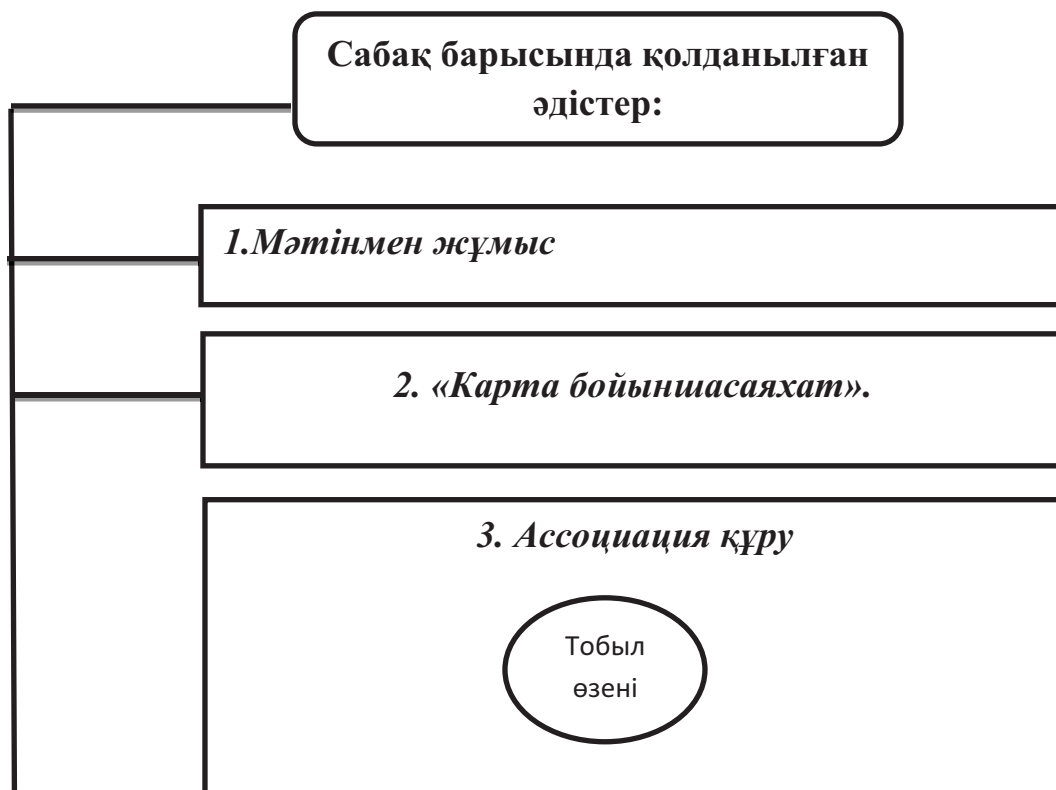 Сабақ барысында қолданылған
әдістер:
1.Мәтінмен жұмыс
2. «Карта бойыншасаяхат».
3. Ассоциация құру
Тобыл
өзені